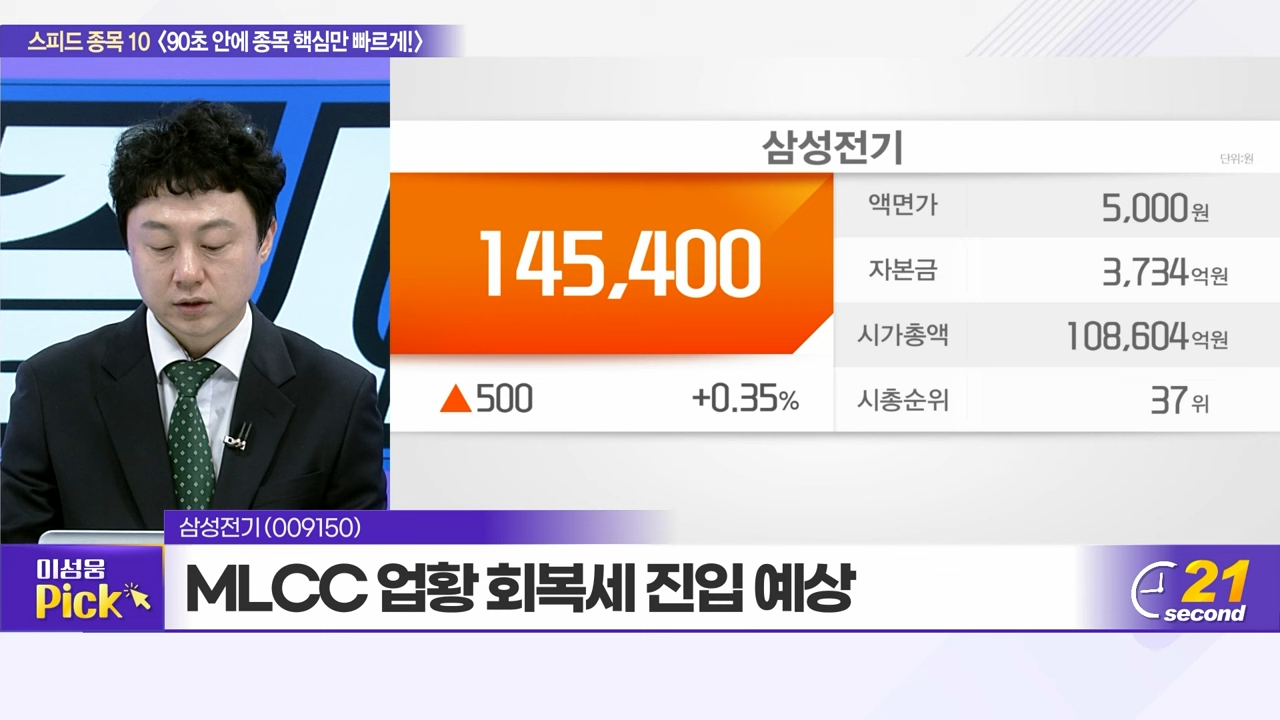 스피드 종목 10 〈90초 안에 종목 핵심만 빠르게!〉
삼성전기
단위:원
145,400
▲500 +0.35%
액면가 5,000원
자본금 3,734억원
시가총액 108,604억원
시총순위 37위
삼성전기(009150)
이성웅
Pick
MLCC 업황 회복세 진입 예상
21
second